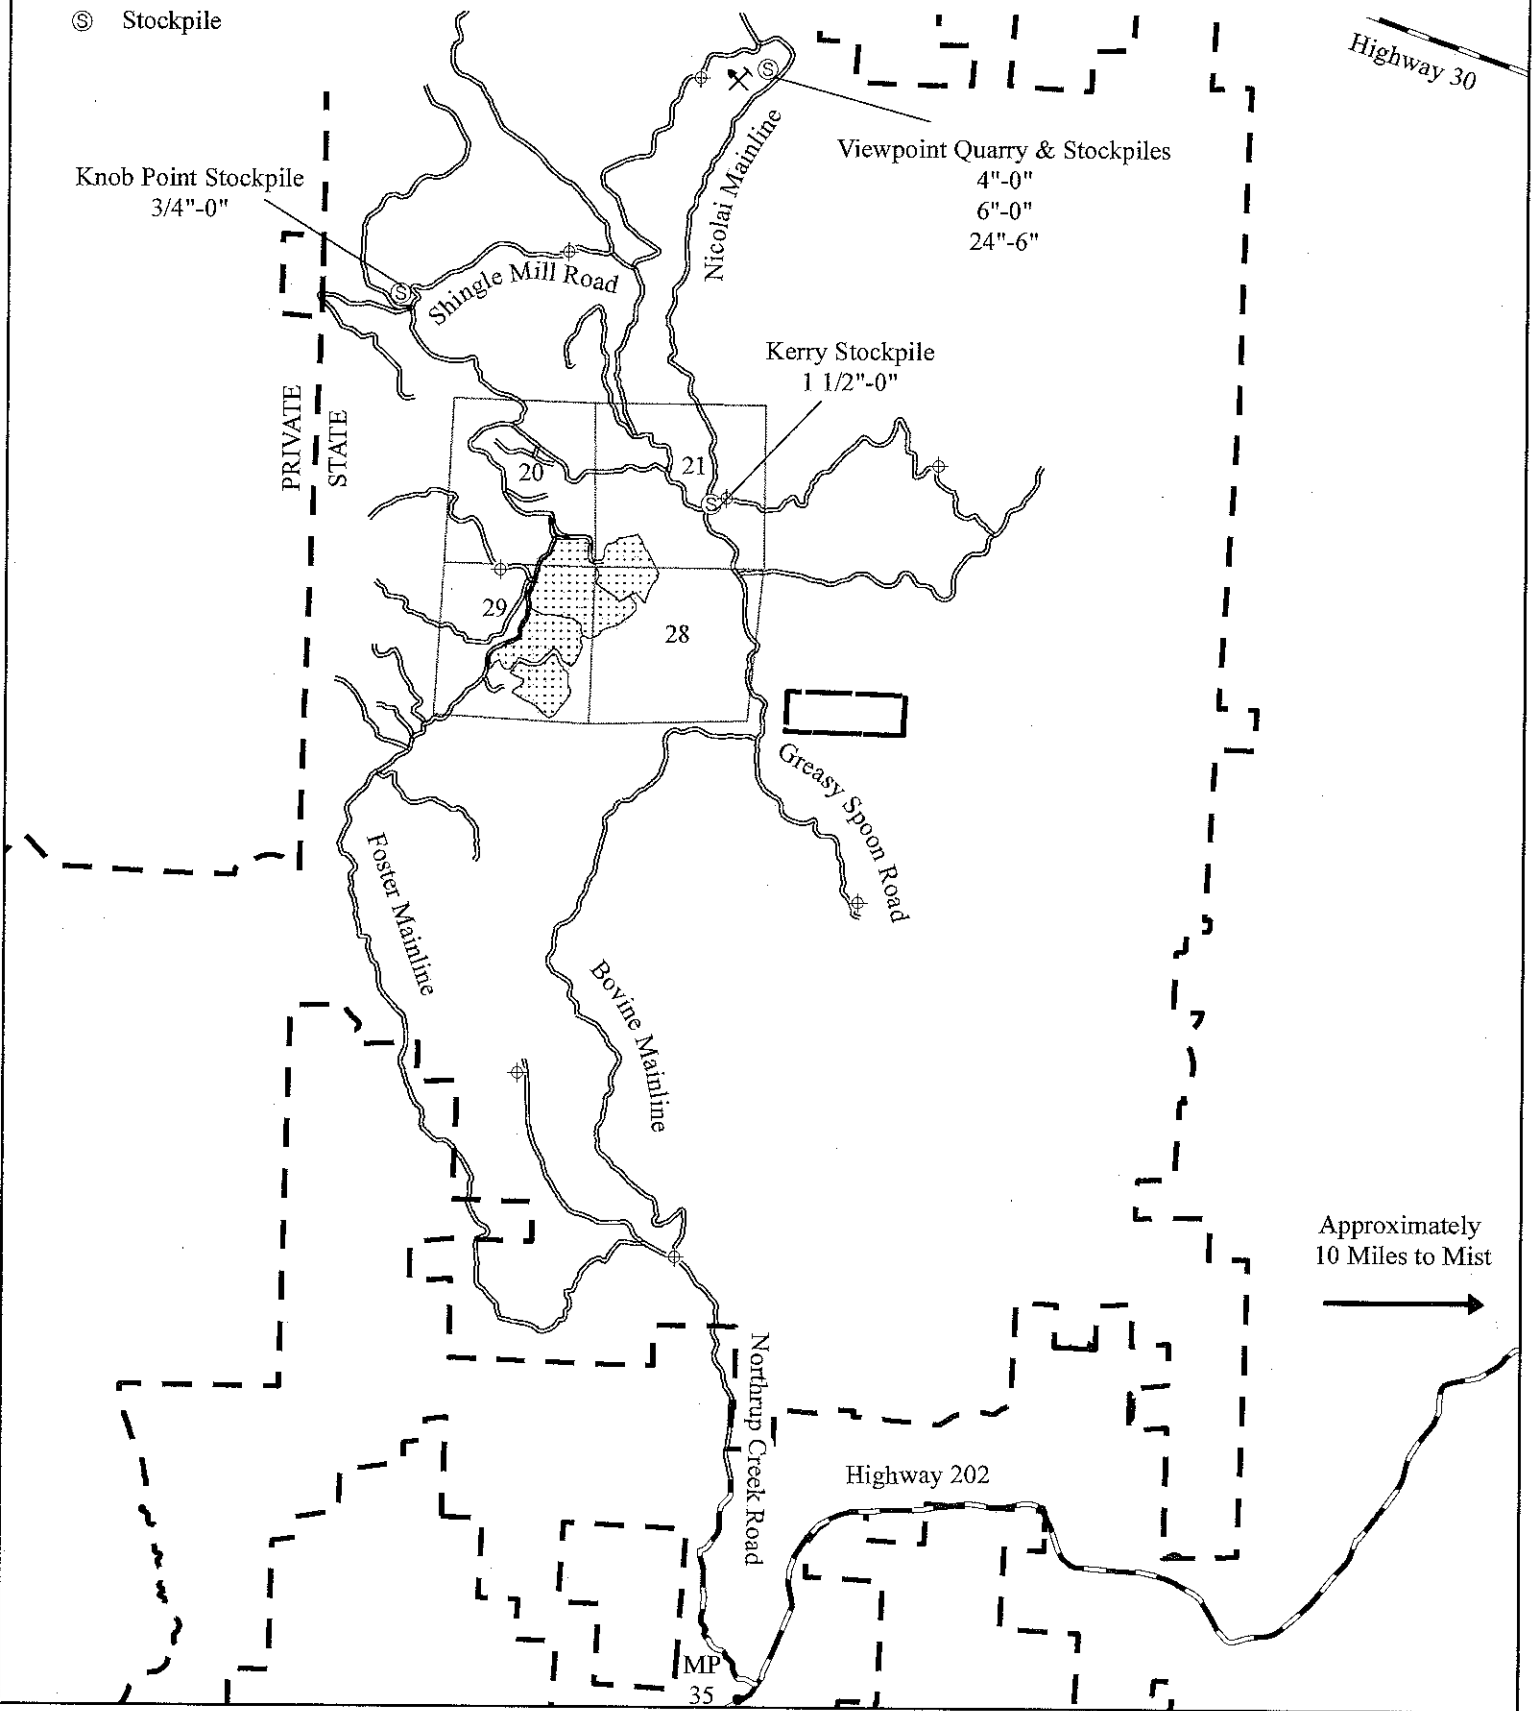 Ⓢ Stockpile
Highway 30
Viewpoint Quarry & Stockpiles
4"-0"
6"-0"
24"-6"
Knob Point Stockpile
3/4"-0"
Nicolai Mainline
Shingle Mill Road
Kerry Stockpile
1 1/2"-0"
PRIVATE
STATE
20
21
S
S
S
29
28
Greasy Spoon Road
Foster Mainline
Bovine Mainline
Approximately
10 Miles to Mist
Northrup Creek Road
Highway 202
MP
35